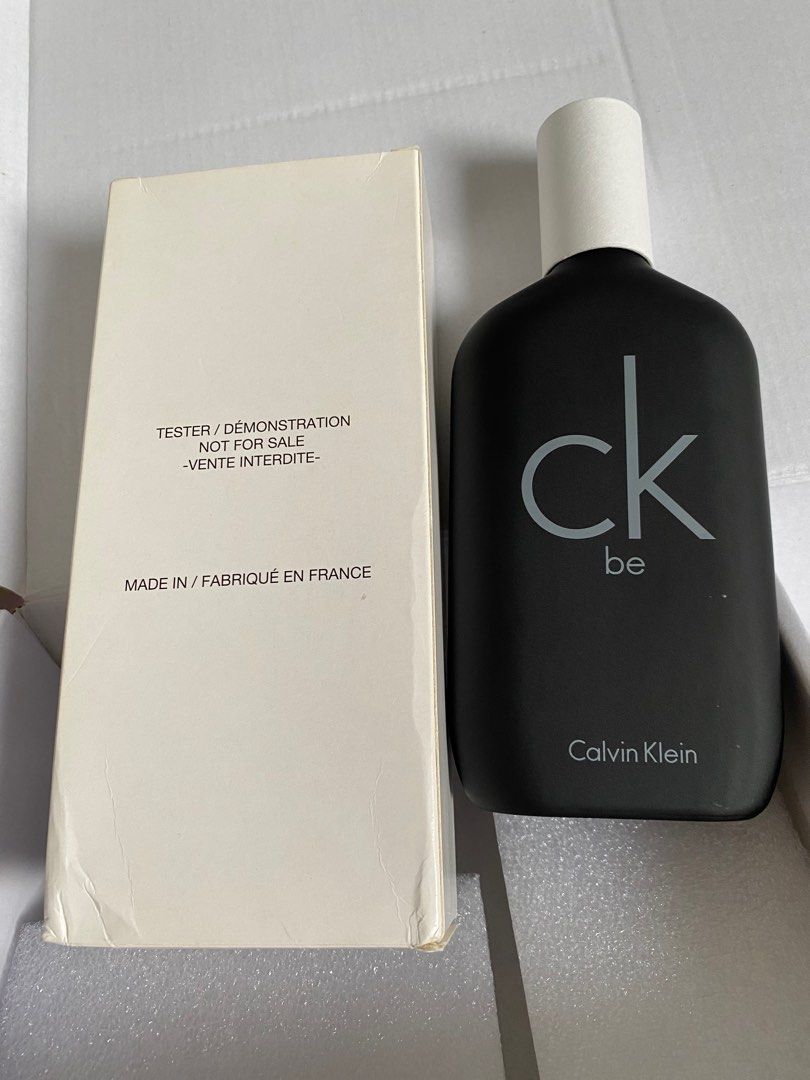 TESTER / DÉMONSTRATION
NOT FOR SALE
-VENTE INTERDITE-
MADE IN / FABRIQUÉ EN FRANCE
ck
be
Calvin Klein